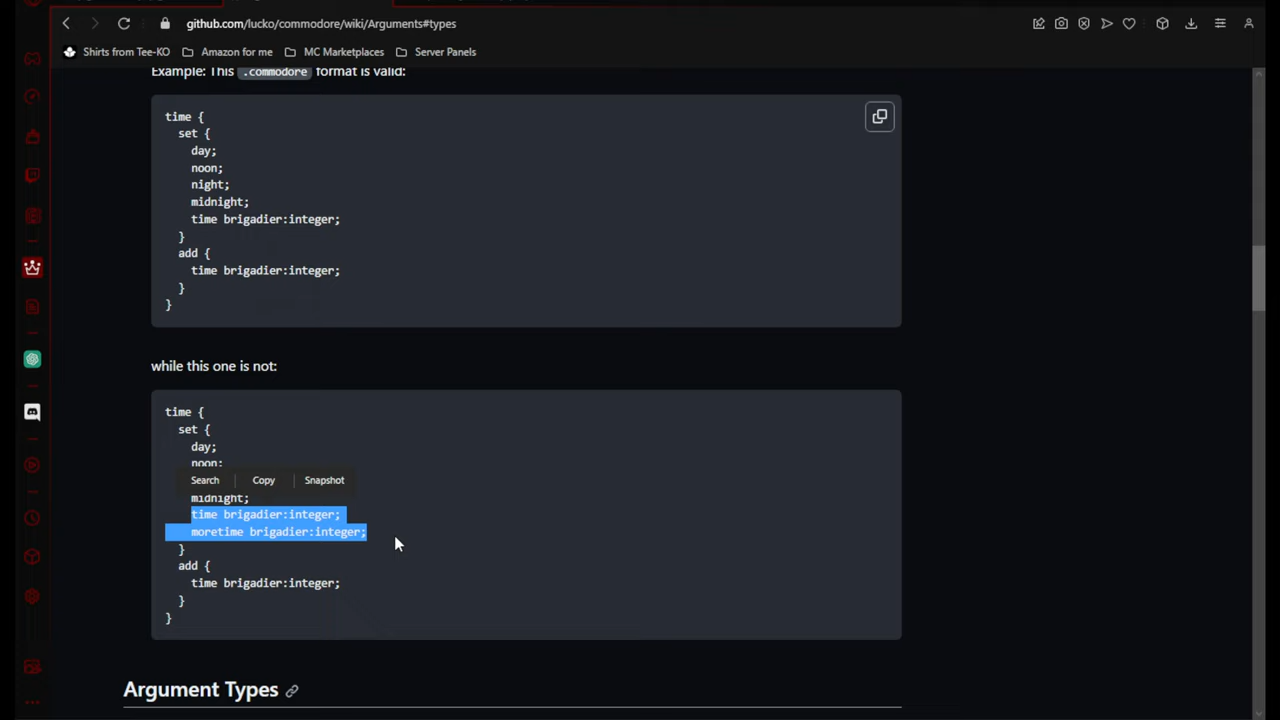 github.com/lucko/commodore/wiki/Arguments#types
Shirts from Tee-KO
Amazon for me
MC Marketplaces
Server Panels
Example: This .commodore format is valid:
time {
set {
day;
noon;
night;
midnight;
time brigadier:integer;
}
add {
time brigadier:integer;
}
}
while this one is not:
time {
set {
day;
noon;
Search
Copy
Snapshot
midnight;
time brigadier:integer;
moretime brigadier:integer;
}
add {
time brigadier:integer;
}
}
Argument Types